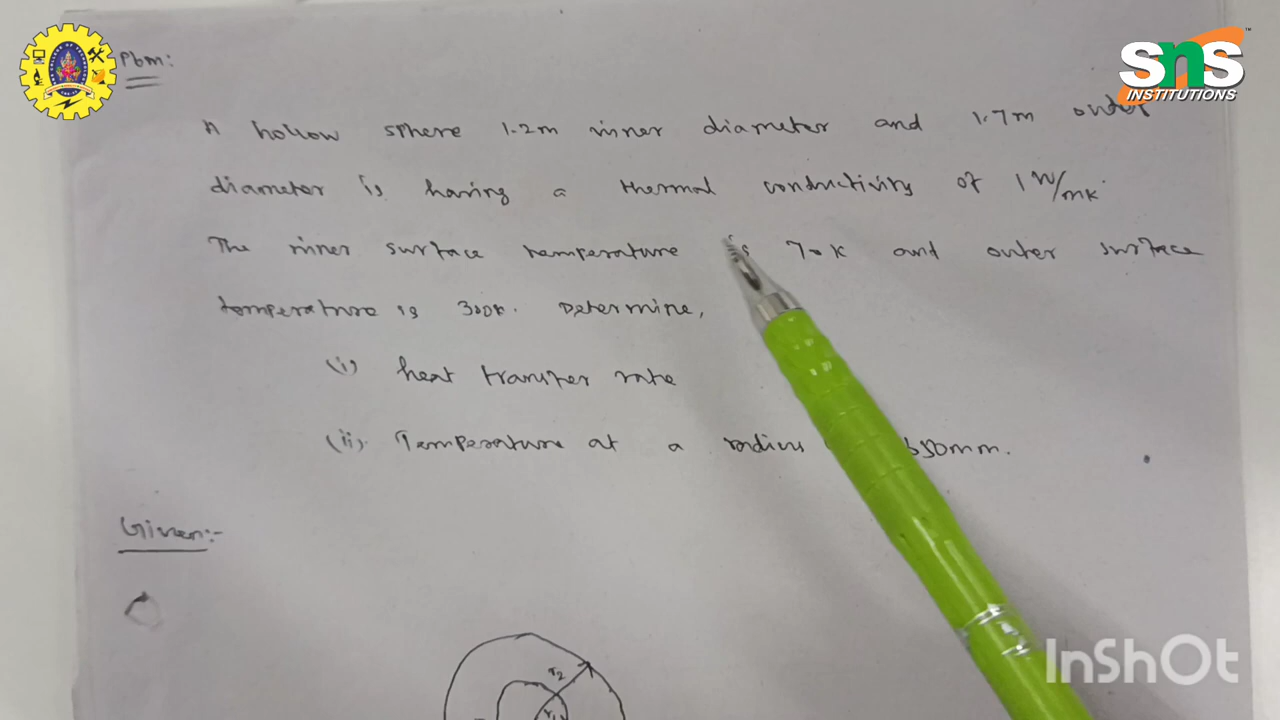 SNS
INSTITUTIONS
Pbm:
A hollow sphere 1.2m inner diameter and 1.7m outer
diameter is having a thermal conductivity of 1 W/mK.
The inner surface temperature is 70K and outer surface
temperature is 300K. Determine,
(i) heat transfer rate
(ii) Temperature at a radius 650mm.
Given:-
r2
r1
InShOt